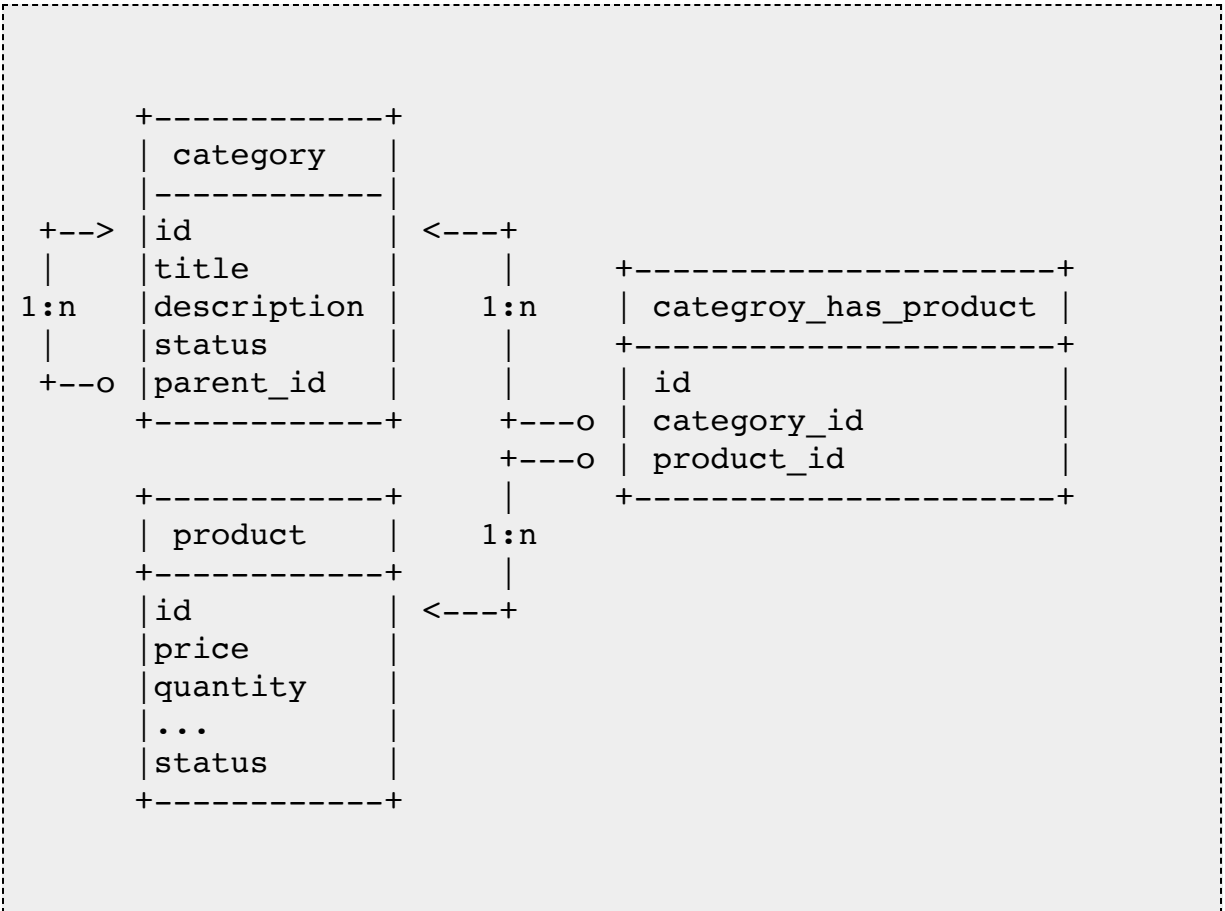 +------------+
| category |
|------------|
+--> |id | <---+
| |title | | +----------------------+
1:n |description | 1:n | categroy_has_product |
| |status | | +----------------------+
+--o |parent_id | | | id |
+------------+ +---o | category_id |
+---o | product_id |
+------------+ | +----------------------+
| product | 1:n
+------------+ |
|id | <---+
|price |
|quantity |
|... |
|status |
+------------+